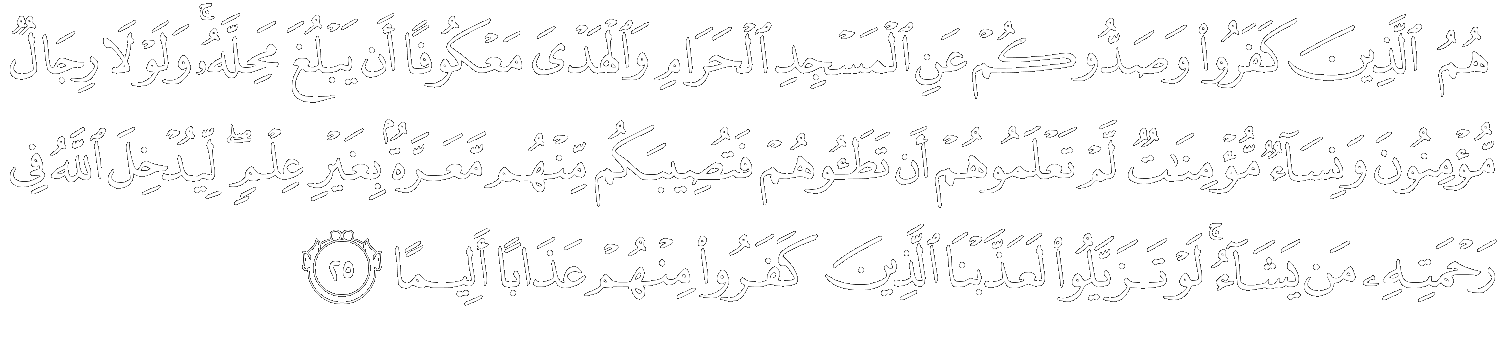 هُمُ ٱلَّذِينَ كَفَرُوا۟ وَصَدُّوكُمْ عَنِ ٱلْمَسْجِدِ ٱلْحَرَامِ وَٱلْهَدْىَ مَعْكُوفًا أَن يَبْلُغَ مَحِلَّهُۥ ۚ وَلَوْلَا رِجَالٌ
مُّؤْمِنُونَ وَنِسَآءٌ مُّؤْمِنَـٰتٌ لَّمْ تَعْلَمُوهُمْ أَن تَطَـُٔوهُمْ فَتُصِيبَكُم مِّنْهُم مَّعَرَّةٌۢ بِغَيْرِ عِلْمٍ ۖ لِّيُدْخِلَ ٱللَّهُ فِى
رَحْمَتِهِۦ مَن يَشَآءُ ۚ لَوْ تَزَيَّلُوا۟ لَعَذَّبْنَا ٱلَّذِينَ كَفَرُوا۟ مِنْهُمْ عَذَابًا أَلِيمًا ٢٥